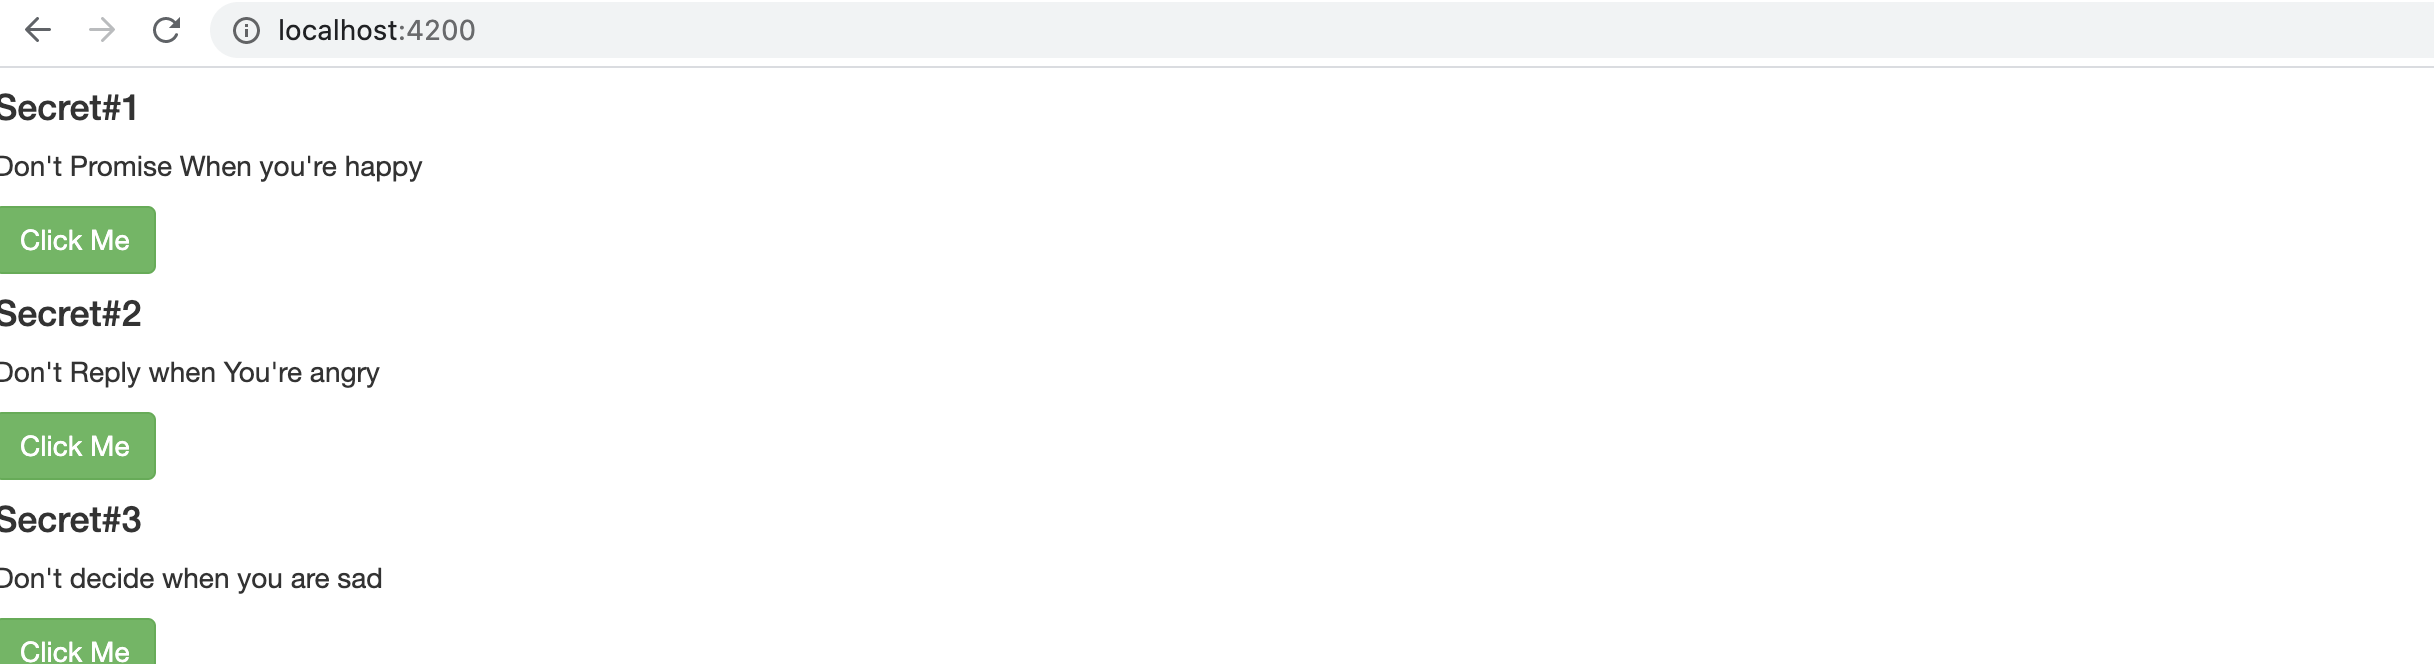 localhost:4200
Secret#1
Don't Promise When you're happy
Click Me
Secret#2
Don't Reply when You're angry
Click Me
Secret#3
Don't decide when you are sad
Click Me